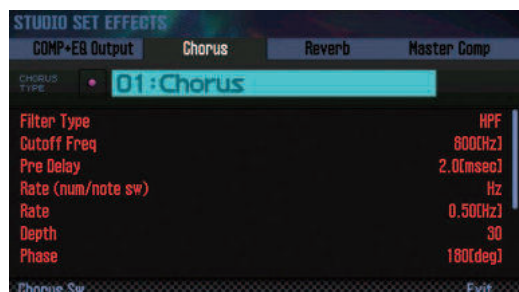 STUDIO SET EFFECTS
COMP+EQ Output Chorus Reverb Master Comp
CHORUS TYPE 01:Chorus
Filter Type HPF
Cutoff Freq 800[Hz]
Pre Delay 2.0[msec]
Rate (num/note sw) Hz
Rate 0.50[Hz]
Depth 30
Phase 180[deg]
Chorus Sw Exit